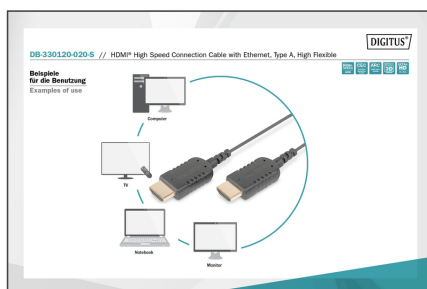 DIGITUS®
DB-330120-020-S // HDMI® High Speed Connection Cable with Ethernet, Type A, High Flexible
Beispiele
für die Benutzung
Examples of use
Computer
TV
Notebook
Monitor